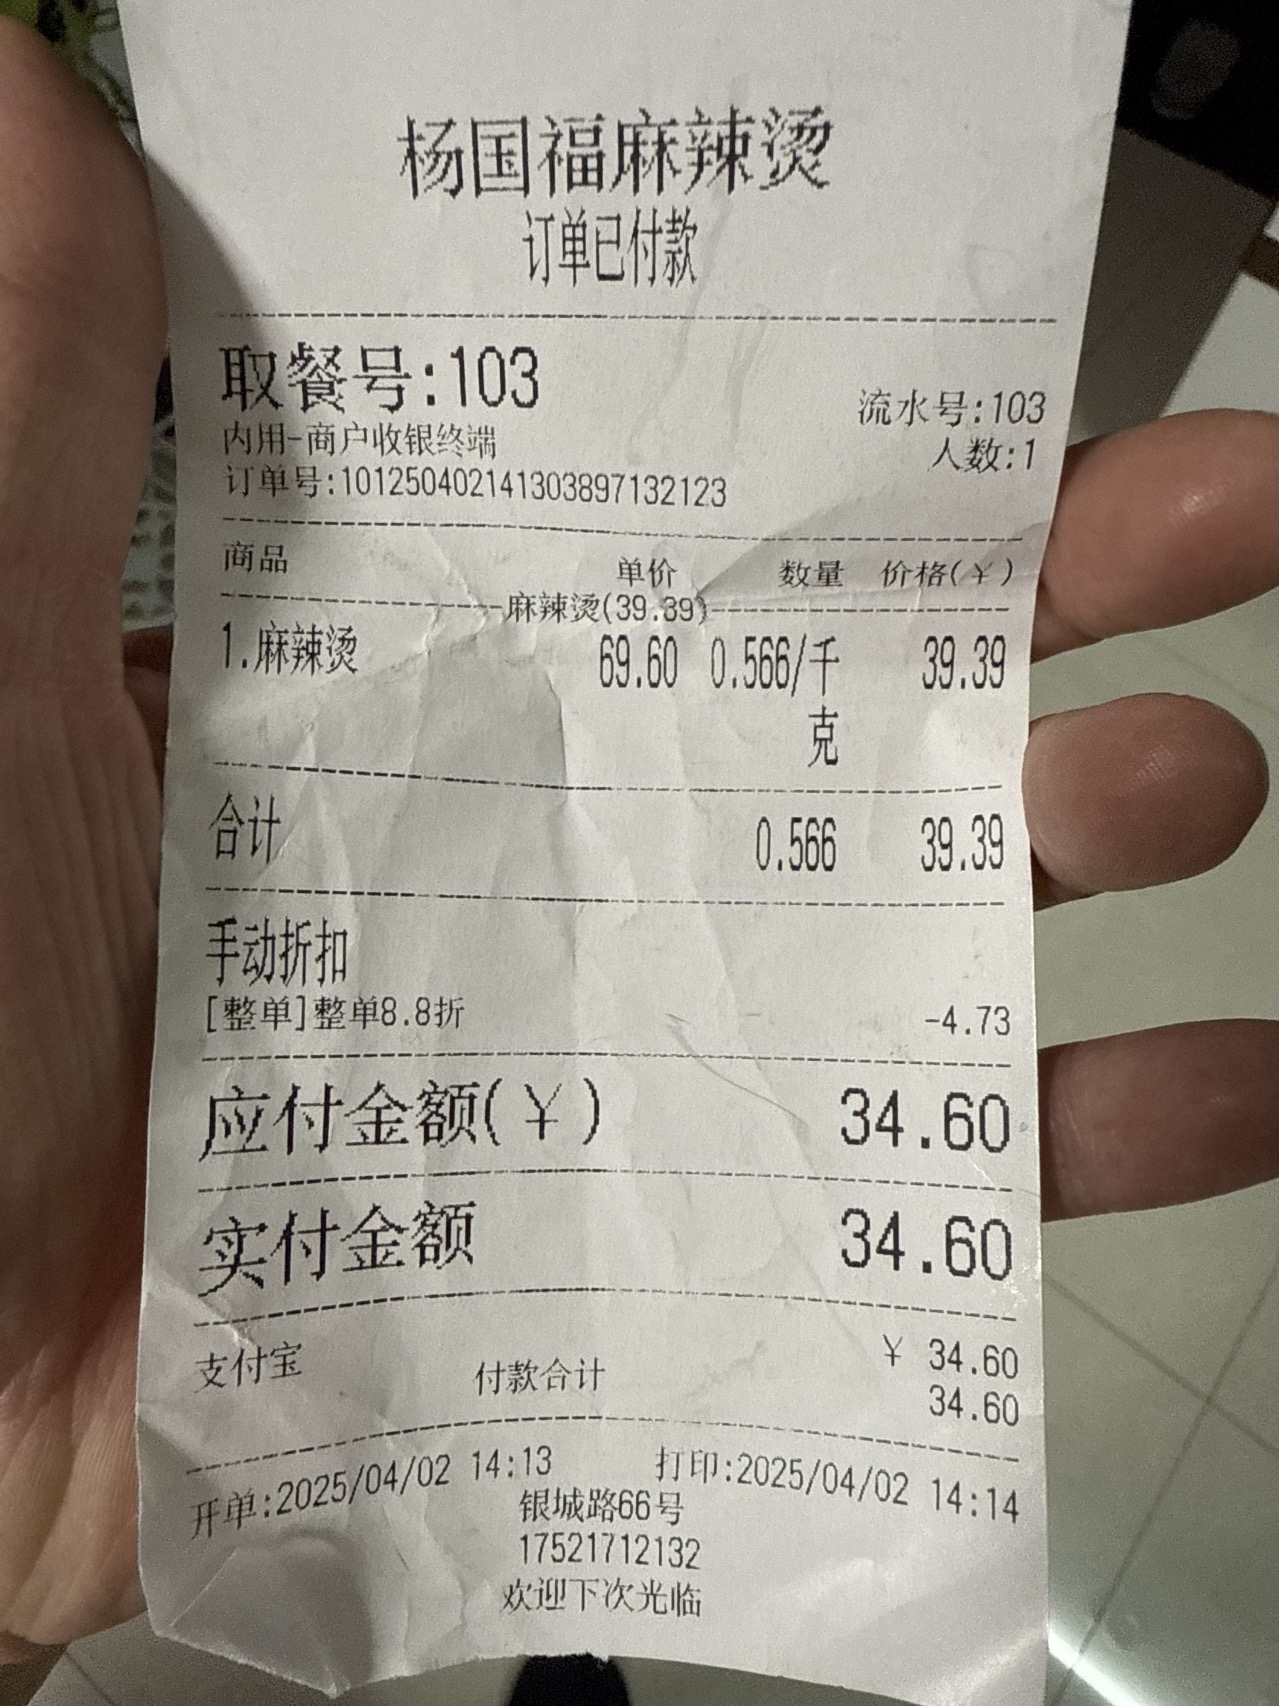 杨国福麻辣烫
订单已付款
取餐号:103
流水号:103
内用-商户收银终端
人数:1
订单号:101250402141303897132123
商品 单价 数量 价格(¥)
麻辣烫(39.39)
1.麻辣烫 69.60 0.566/千克 39.39
合计 0.566 39.39
手动折扣
[整单]整单8.8折 -4.73
应付金额(¥) 34.60
实付金额 34.60
支付宝 ¥ 34.60
付款合计 34.60
开单:2025/04/02 14:13 打印:2025/04/02 14:14
银城路66号
17521712132
欢迎下次光临